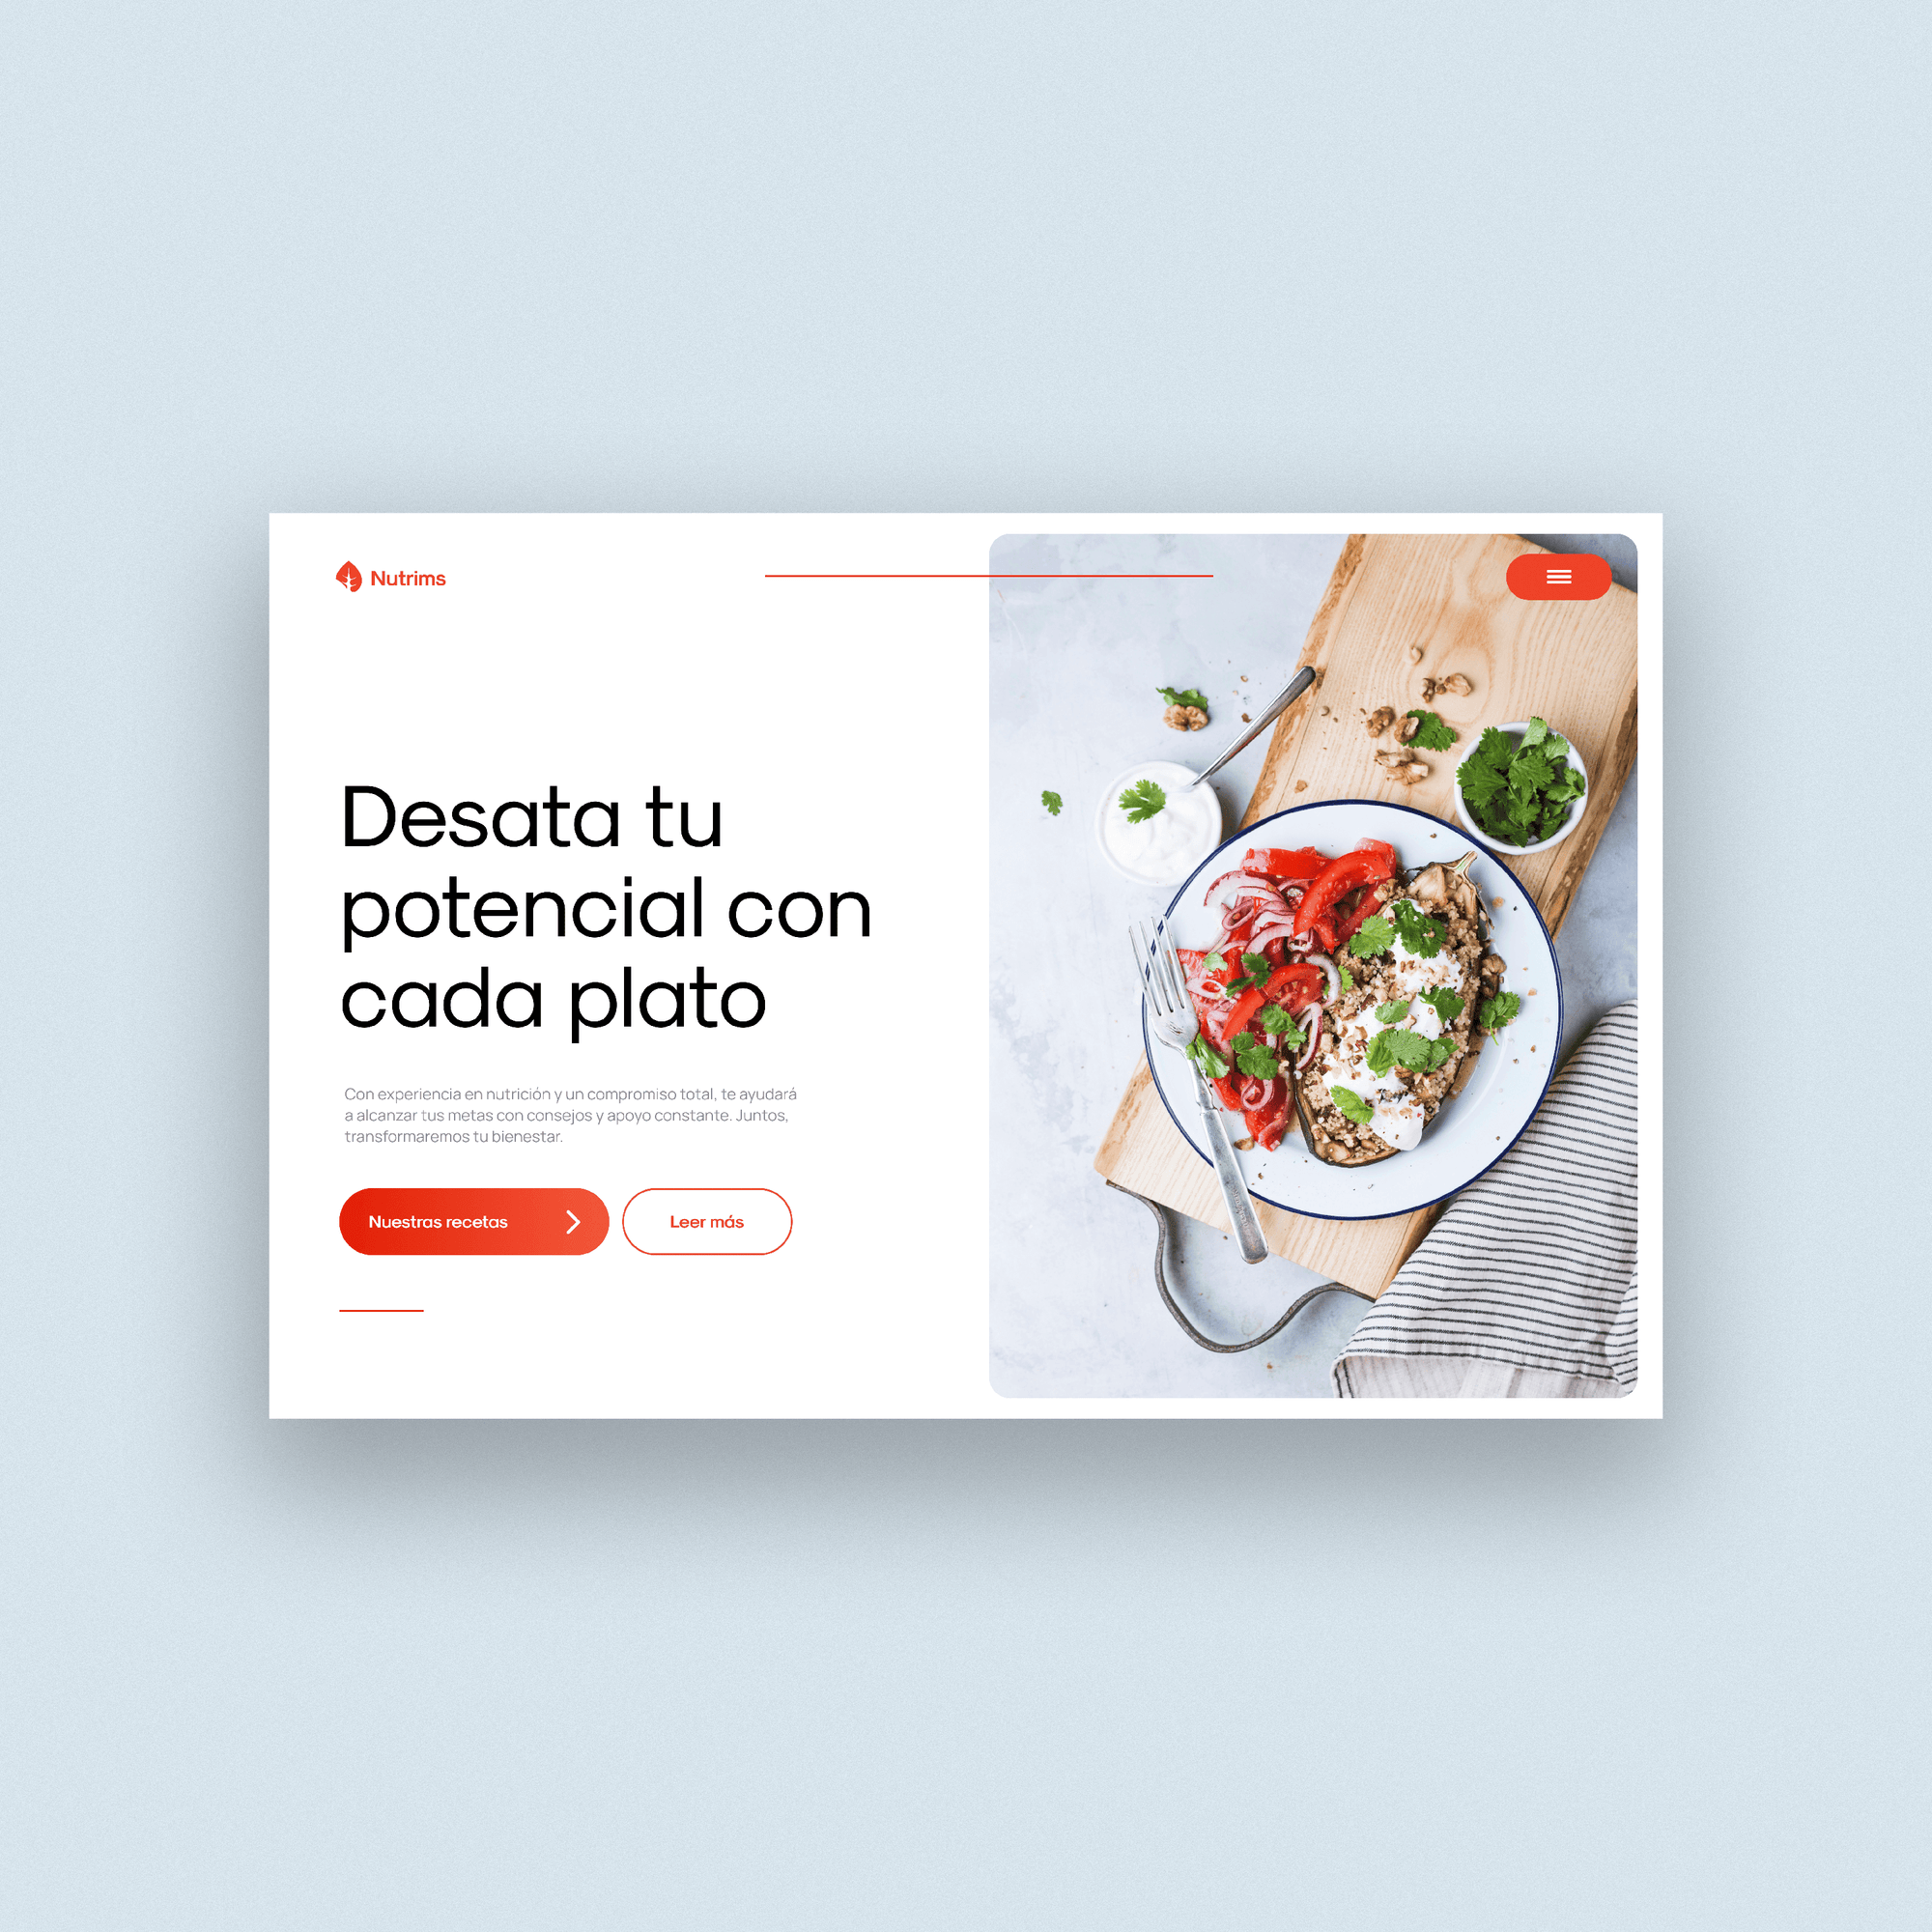 Nutrims
Desata tu
potencial con
cada plato
Con experiencia en nutrición y un compromiso total, te ayudará
a alcanzar tus metas con consejos y apoyo constante. Juntos,
transformaremos tu bienestar.
Nuestras recetas
Leer más